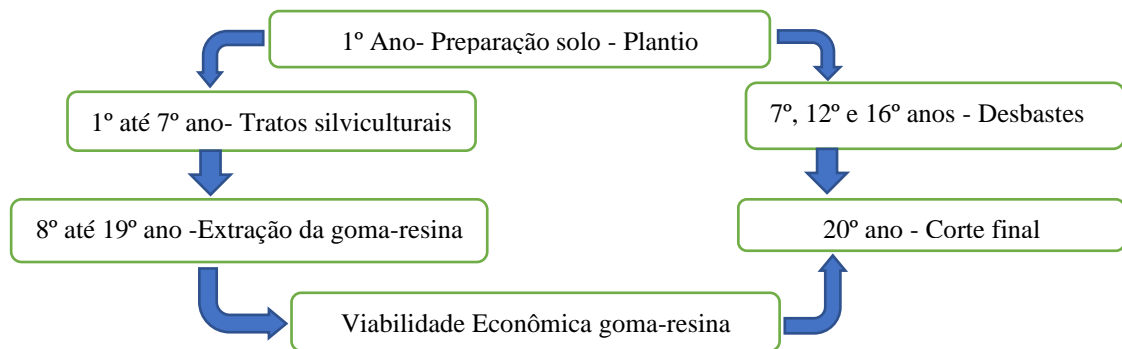 1º Ano- Preparação solo - Plantio
1º até 7º ano- Tratos silviculturais
7º, 12º e 16º anos - Desbastes
8º até 19º ano -Extração da goma-resina
20º ano - Corte final
Viabilidade Econômica goma-resina